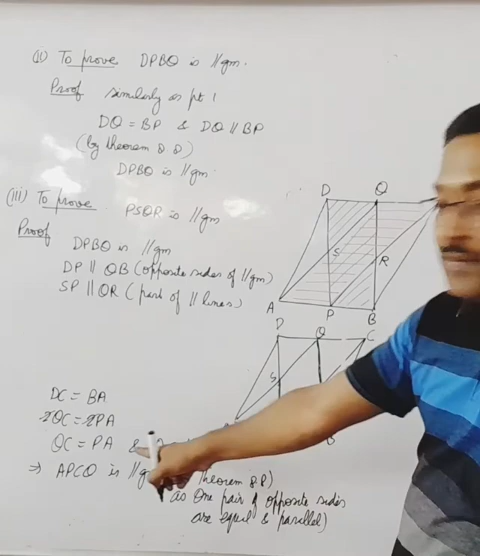 (ii) To prove DPBQ is ||gm.
Proof similarly as pt 1
DQ = BP & DQ || BP
(by theorem 8.8)
DPBQ is ||gm.
(iii) To prove PSQR is ||gm
Proof DPBQ is ||gm
DP || QB (opposite sides of ||gm)
SP || QR (part of || lines)
D Q
S
R
A P B
D Q C
S
DC = BA
2QC = 2PA
QC = PA &
⇒ APCQ is ||g theorem 8.8)
as one pair of opposite sides
are equal & parallel)